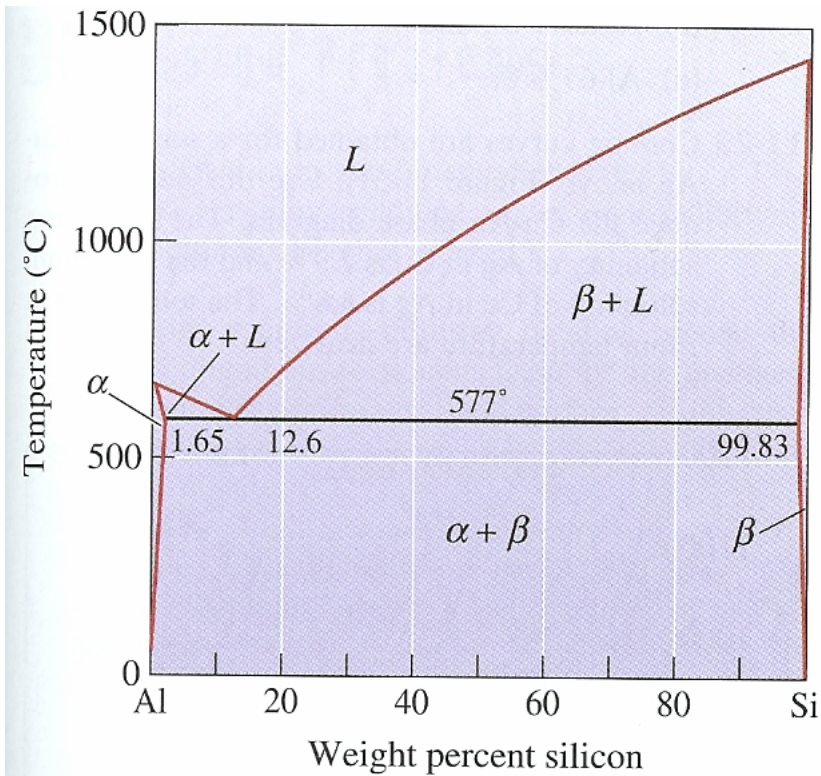 1500
L
1000
β + L
α + L
α
577°
1.65
12.6
99.83
500
α + β
β
0
Al
20
40
60
80
Si
Temperature (°C)
Weight percent silicon